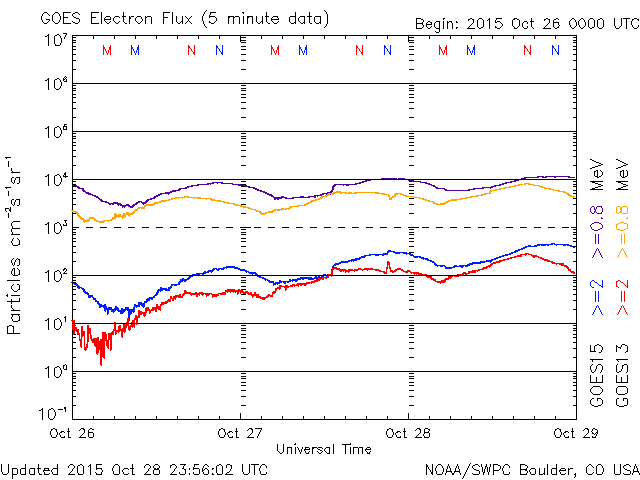 GOES Electron Flux (5 minute data)
Begin: 2015 Oct 26 0000 UTC
M M N N M M N N M M N N
10⁷
10⁶
10⁵
10⁴
10³
10²
10¹
10⁰
10⁻¹
Particles cm⁻²s⁻¹sr⁻¹
Oct 26 Oct 27 Oct 28 Oct 29
Universal Time
GOES15 >=2 >=0.8 MeV
GOES13 >=2 >=0.8 MeV
Updated 2015 Oct 28 23:56:02 UTC
NOAA/SWPC Boulder, CO USA